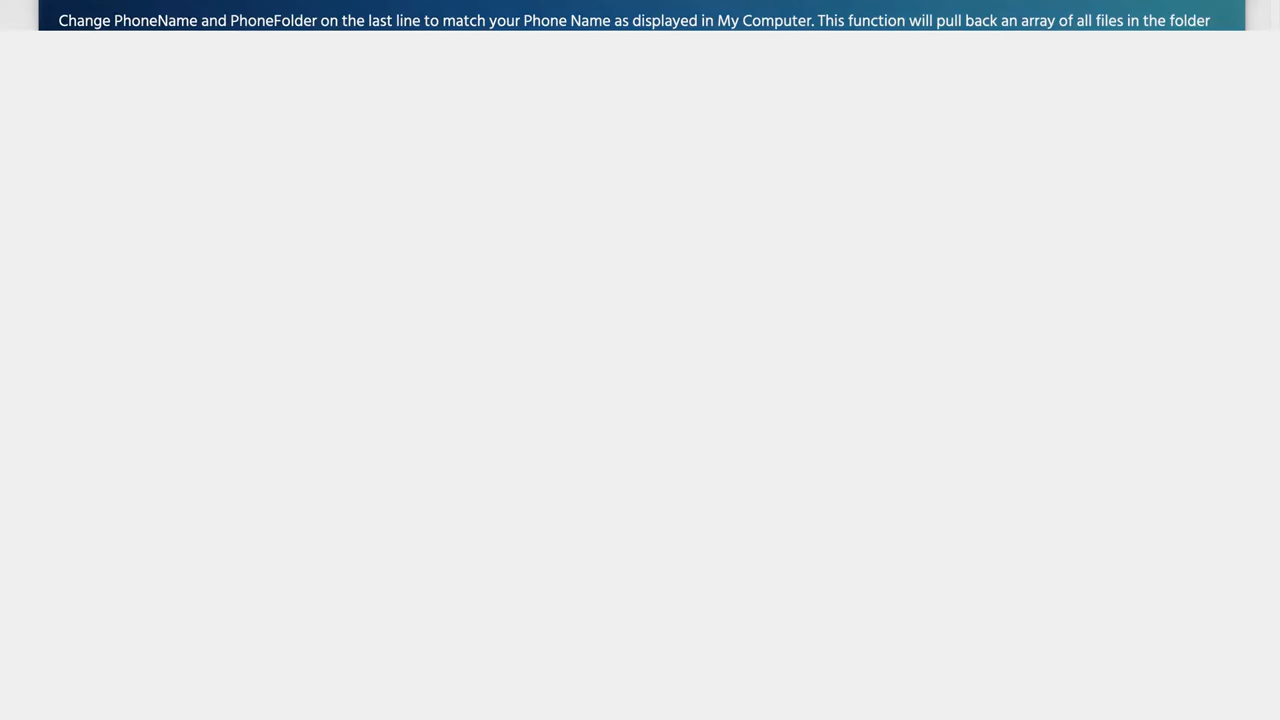 Change PhoneName and PhoneFolder on the last line to match your Phone Name as displayed in My Computer. This function will pull back an array of all files in the folder